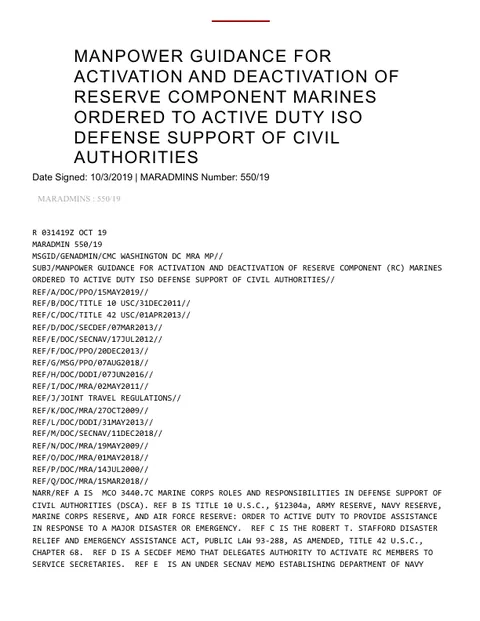 MANPOWER GUIDANCE FOR
ACTIVATION AND DEACTIVATION OF
RESERVE COMPONENT MARINES
ORDERED TO ACTIVE DUTY ISO
DEFENSE SUPPORT OF CIVIL
AUTHORITIES
Date Signed: 10/3/2019 | MARADMINS Number: 550/19
MARADMINS : 550/19
R 031419Z OCT 19
MARADMIN 550/19
MSGID/GENADMIN/CMC WASHINGTON DC MRA MP//
SUBJ/MANPOWER GUIDANCE FOR ACTIVATION AND DEACTIVATION OF RESERVE COMPONENT (RC) MARINES
ORDERED TO ACTIVE DUTY ISO DEFENSE SUPPORT OF CIVIL AUTHORITIES//
REF/A/DOC/PPO/15MAY2019//
REF/B/DOC/TITLE 10 USC/31DEC2011//
REF/C/DOC/TITLE 42 USC/01APR2013//
REF/D/DOC/SECDEF/07MAR2013//
REF/E/DOC/SECNAV/17JUL2012//
REF/F/DOC/PPO/20DEC2013//
REF/G/MSG/PPO/07AUG2018//
REF/H/DOC/DODI/07JUN2016//
REF/I/DOC/MRA/02MAY2011//
REF/J/JOINT TRAVEL REGULATIONS//
REF/K/DOC/MRA/27OCT2009//
REF/L/DOC/DODI/31MAY2013//
REF/M/DOC/SECNAV/11DEC2018//
REF/N/DOC/MRA/19MAY2009//
REF/O/DOC/MRA/01MAY2018//
REF/P/DOC/MRA/14JUL2000//
REF/Q/DOC/MRA/15MAR2018//
NARR/REF A IS  MCO 3440.7C MARINE CORPS ROLES AND RESPONSIBILITIES IN DEFENSE SUPPORT OF
CIVIL AUTHORITIES (DSCA). REF B IS TITLE 10 U.S.C., §12304a, ARMY RESERVE, NAVY RESERVE,
MARINE CORPS RESERVE, AND AIR FORCE RESERVE: ORDER TO ACTIVE DUTY TO PROVIDE ASSISTANCE
IN RESPONSE TO A MAJOR DISASTER OR EMERGENCY.  REF C IS THE ROBERT T. STAFFORD DISASTER
RELIEF AND EMERGENCY ASSISTANCE ACT, PUBLIC LAW 93-288, AS AMENDED, TITLE 42 U.S.C.,
CHAPTER 68.  REF D IS A SECDEF MEMO THAT DELEGATES AUTHORITY TO ACTIVATE RC MEMBERS TO
SERVICE SECRETARIES.  REF E  IS AN UNDER SECNAV MEMO ESTABLISHING DEPARTMENT OF NAVY